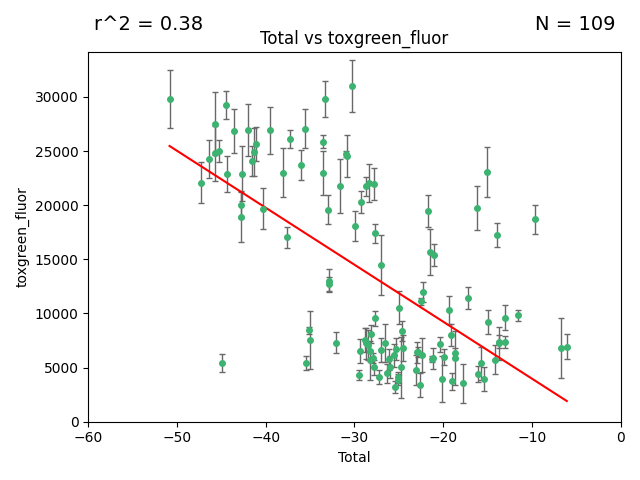 r^2 = 0.38
N = 109
Total vs toxgreen_fluor
toxgreen_fluor
30000
25000
20000
15000
10000
5000
0
−60
−50
−40
−30
−20
−10
0
Total